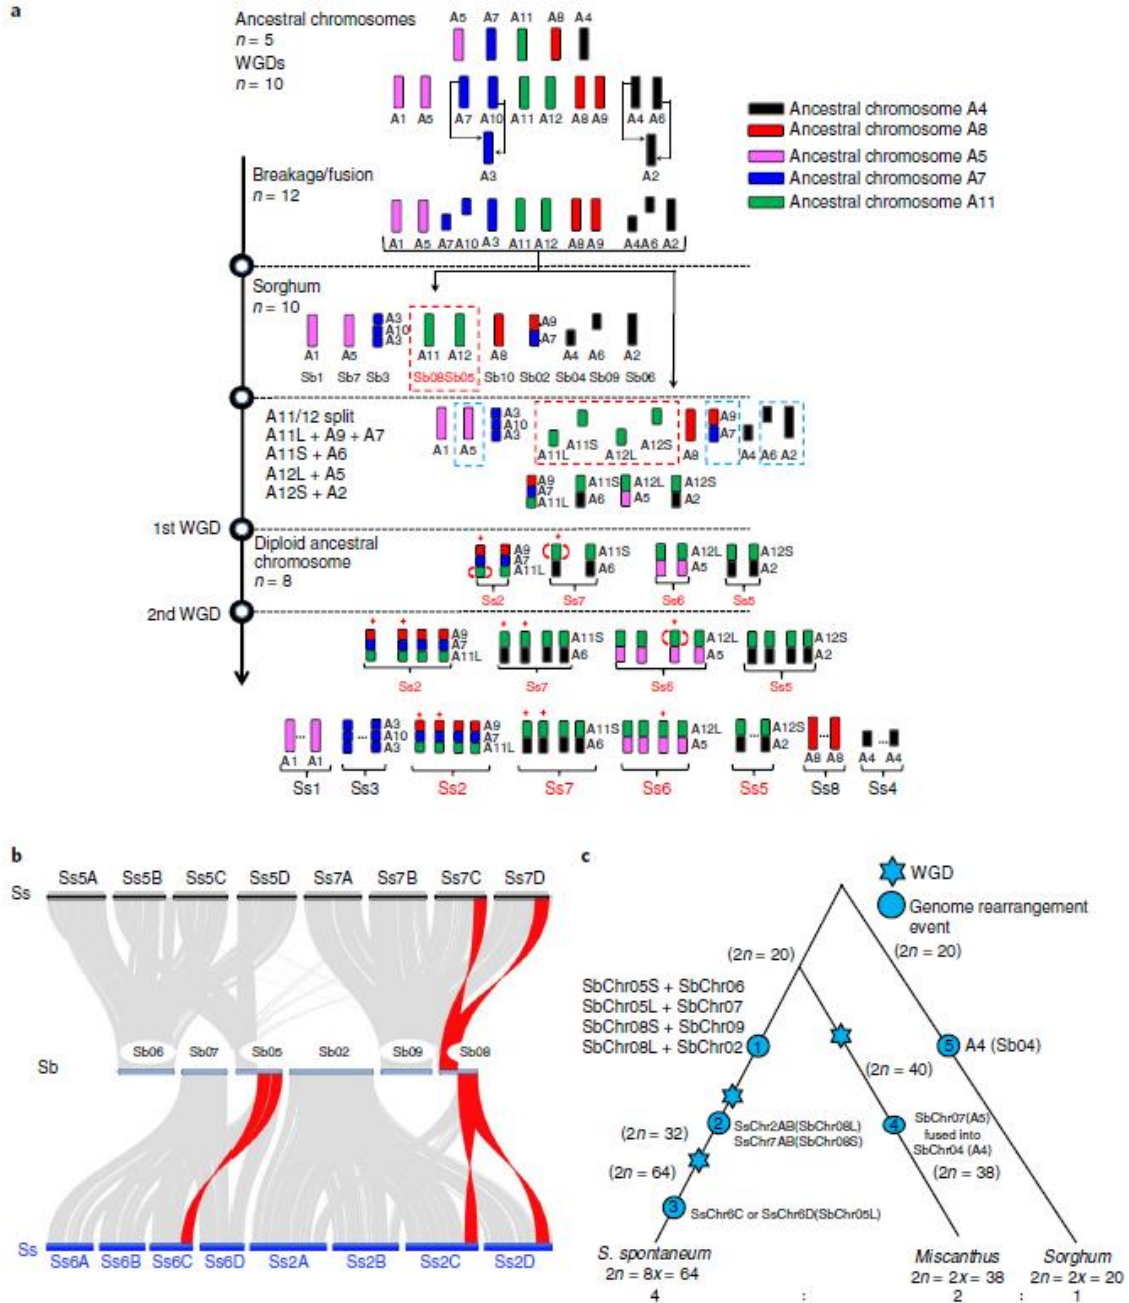 a
Ancestral chromosomes
n = 5
WGDs
n = 10
A5 A7 A11 A8 A4
A1 A5 A7 A10 A11 A12 A8 A9 A4 A6
A3 A2
Ancestral chromosome A4
Ancestral chromosome A8
Ancestral chromosome A5
Ancestral chromosome A7
Ancestral chromosome A11
Breakage/fusion
n = 12
A1 A5 A7 A10 A3 A11 A12 A8 A9 A4 A6 A2
Sorghum
n = 10
A3
A10
A3
A9
A7
A1 A5 A11 A12 A8 A4 A6 A2
Sb1 Sb7 Sb3 Sb08 Sb05 Sb10 Sb02 Sb04 Sb09 Sb06
A11/12 split
A11L + A9 + A7
A11S + A6
A12L + A5
A12S + A2
A3
A10
A3
A9
A7
A1 A5 A11L A11S A12L A12S A8 A4 A6 A2
A9
A7
A11L
A11S
A6
A12L
A5
A12S
A2
1st WGD
Diploid ancestral
chromosome
n = 8
+ +
A9
A7
A11L
A11S
A6
A12L
A5
A12S
A2
Ss2 Ss7 Ss6 Ss5
2nd WGD
+ + + + +
A9
A7
A11L
A11S
A6
A12L
A5
A12S
A2
Ss2 Ss7 Ss6 Ss5
+ + + + +
... A1 A1
... A3
A10
A3
A9
A7
A11L
A11S
A6
A12L
A5
... A12S
A2
... A8 A8
... A4 A4
Ss1 Ss3 Ss2 Ss7 Ss6 Ss5 Ss8 Ss4
b
Ss5A Ss5B Ss5C Ss5D Ss7A Ss7B Ss7C Ss7D
Ss
Sb06 Sb07 Sb05 Sb02 Sb09 Sb08
Sb
Ss
Ss6A Ss6B Ss6C Ss6D Ss2A Ss2B Ss2C Ss2D
c
WGD
Genome rearrangement
event
(2n = 20)
(2n = 20)
SbChr05S + SbChr06
SbChr05L + SbChr07
SbChr08S + SbChr09
SbChr08L + SbChr02
1
5 A4 (Sb04)
(2n = 40)
2 SsChr2AB(SbChr08L)
SsChr7AB(SbChr08S)
4 SbChr07(A5)
fused into
SbChr04 (A4)
(2n = 32)
(2n = 64)
(2n = 38)
3 SsChr6C or SsChr6D(SbChr05L)
S. spontaneum Miscanthus Sorghum
2n = 8x = 64 2n = 2x = 38 2n = 2x = 20
4 : 2 : 1